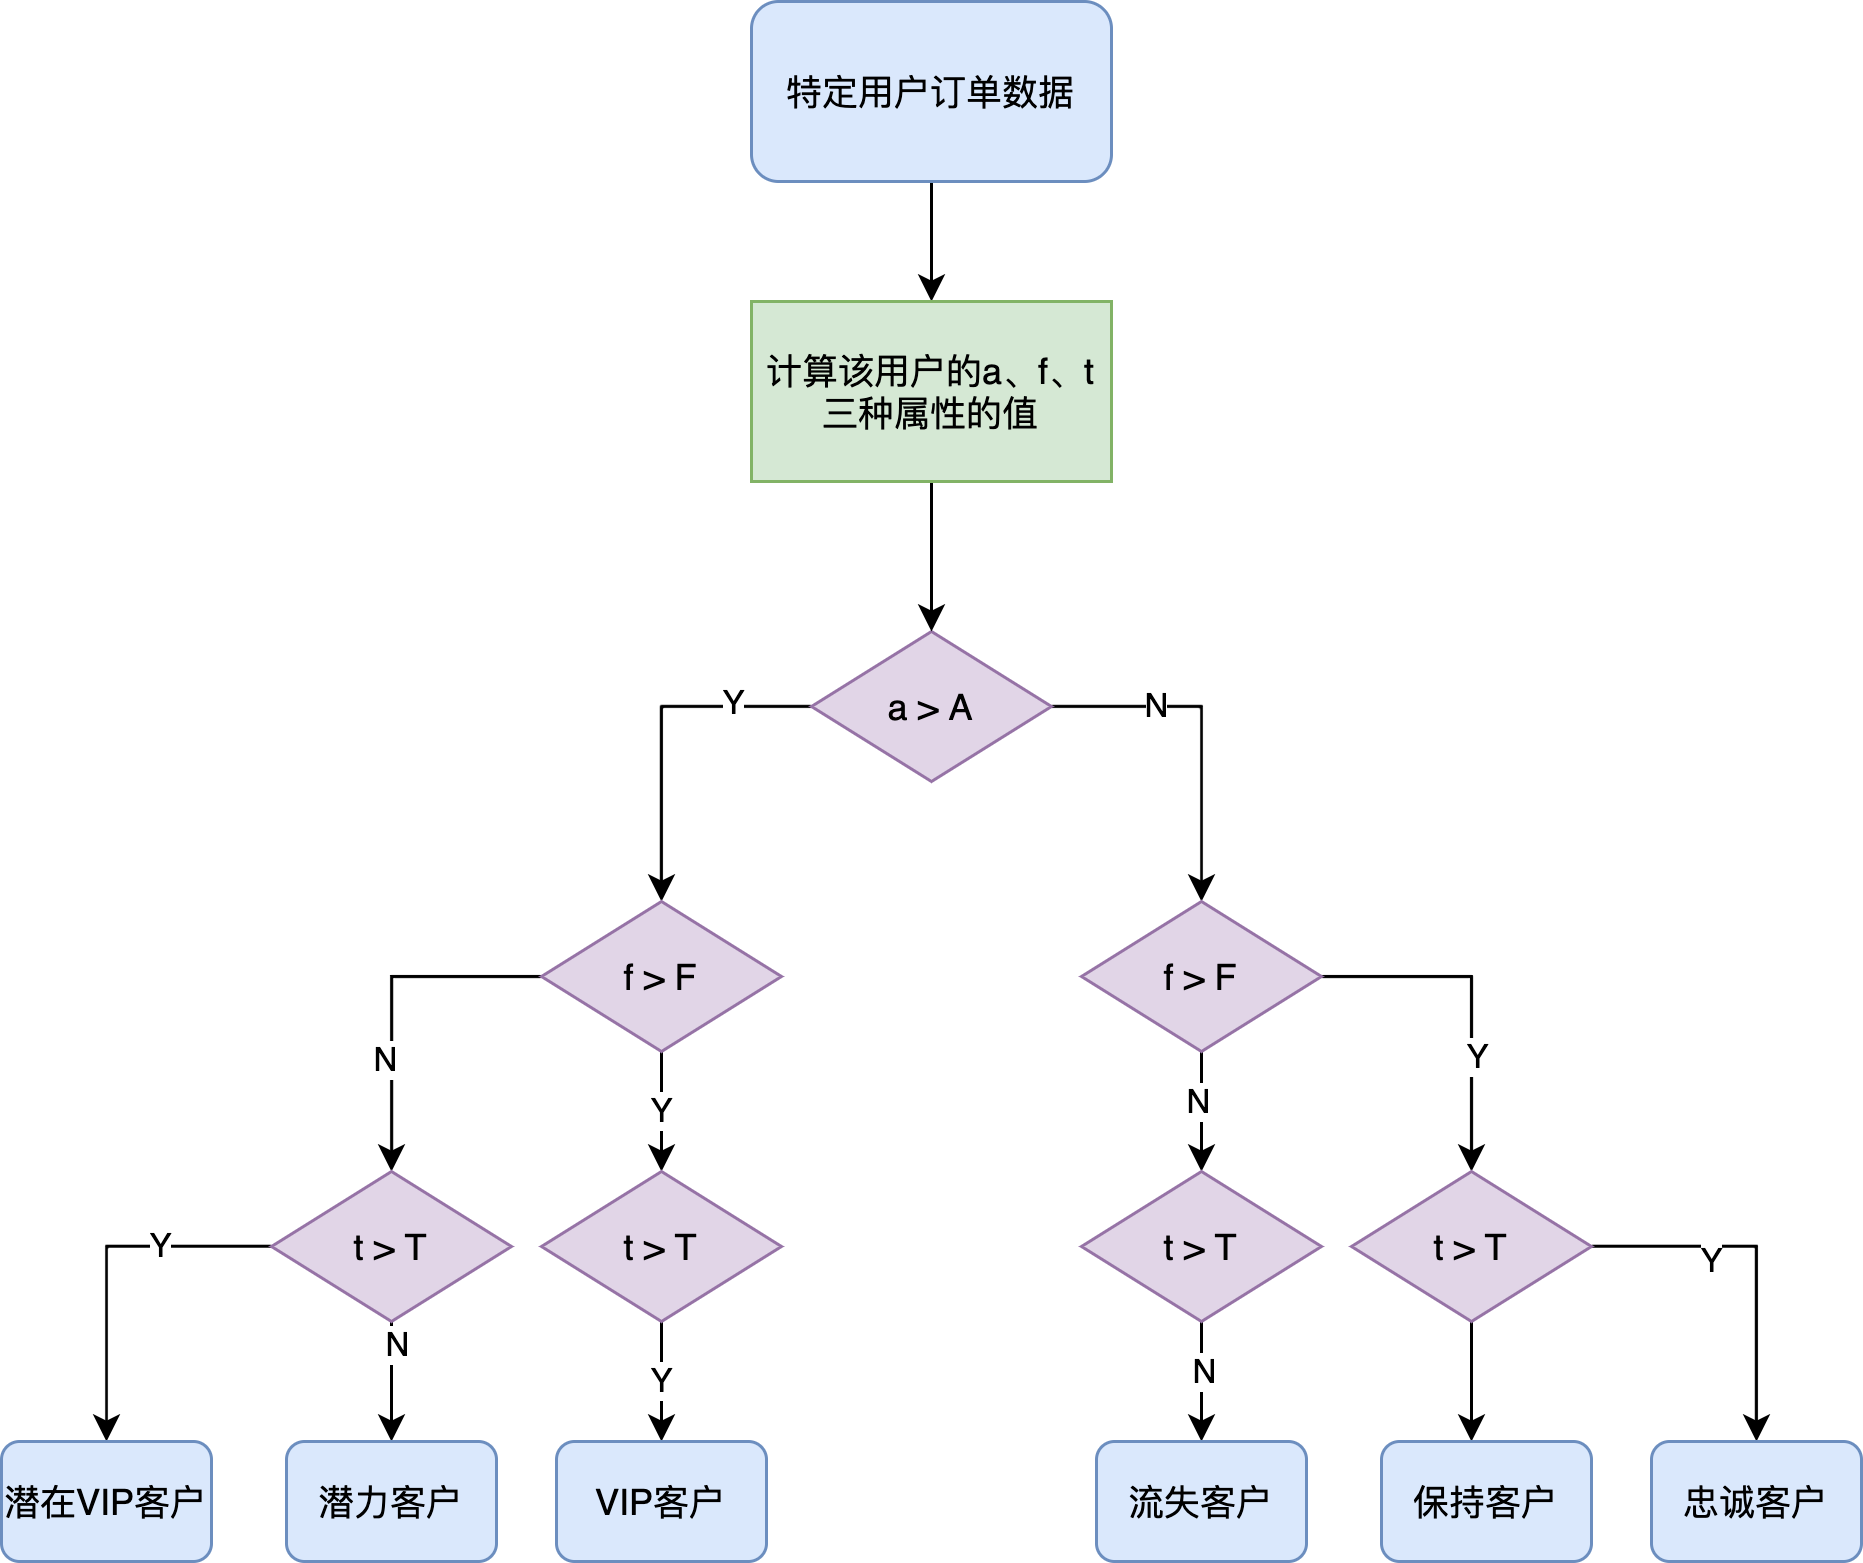 特定用户订单数据
计算该用户的a、f、t
三种属性的值
a > A
Y
N
f > F
f > F
N
Y
N
Y
t > T
t > T
t > T
t > T
Y
N
Y
N
Y
潜在VIP客户
潜力客户
VIP客户
流失客户
保持客户
忠诚客户